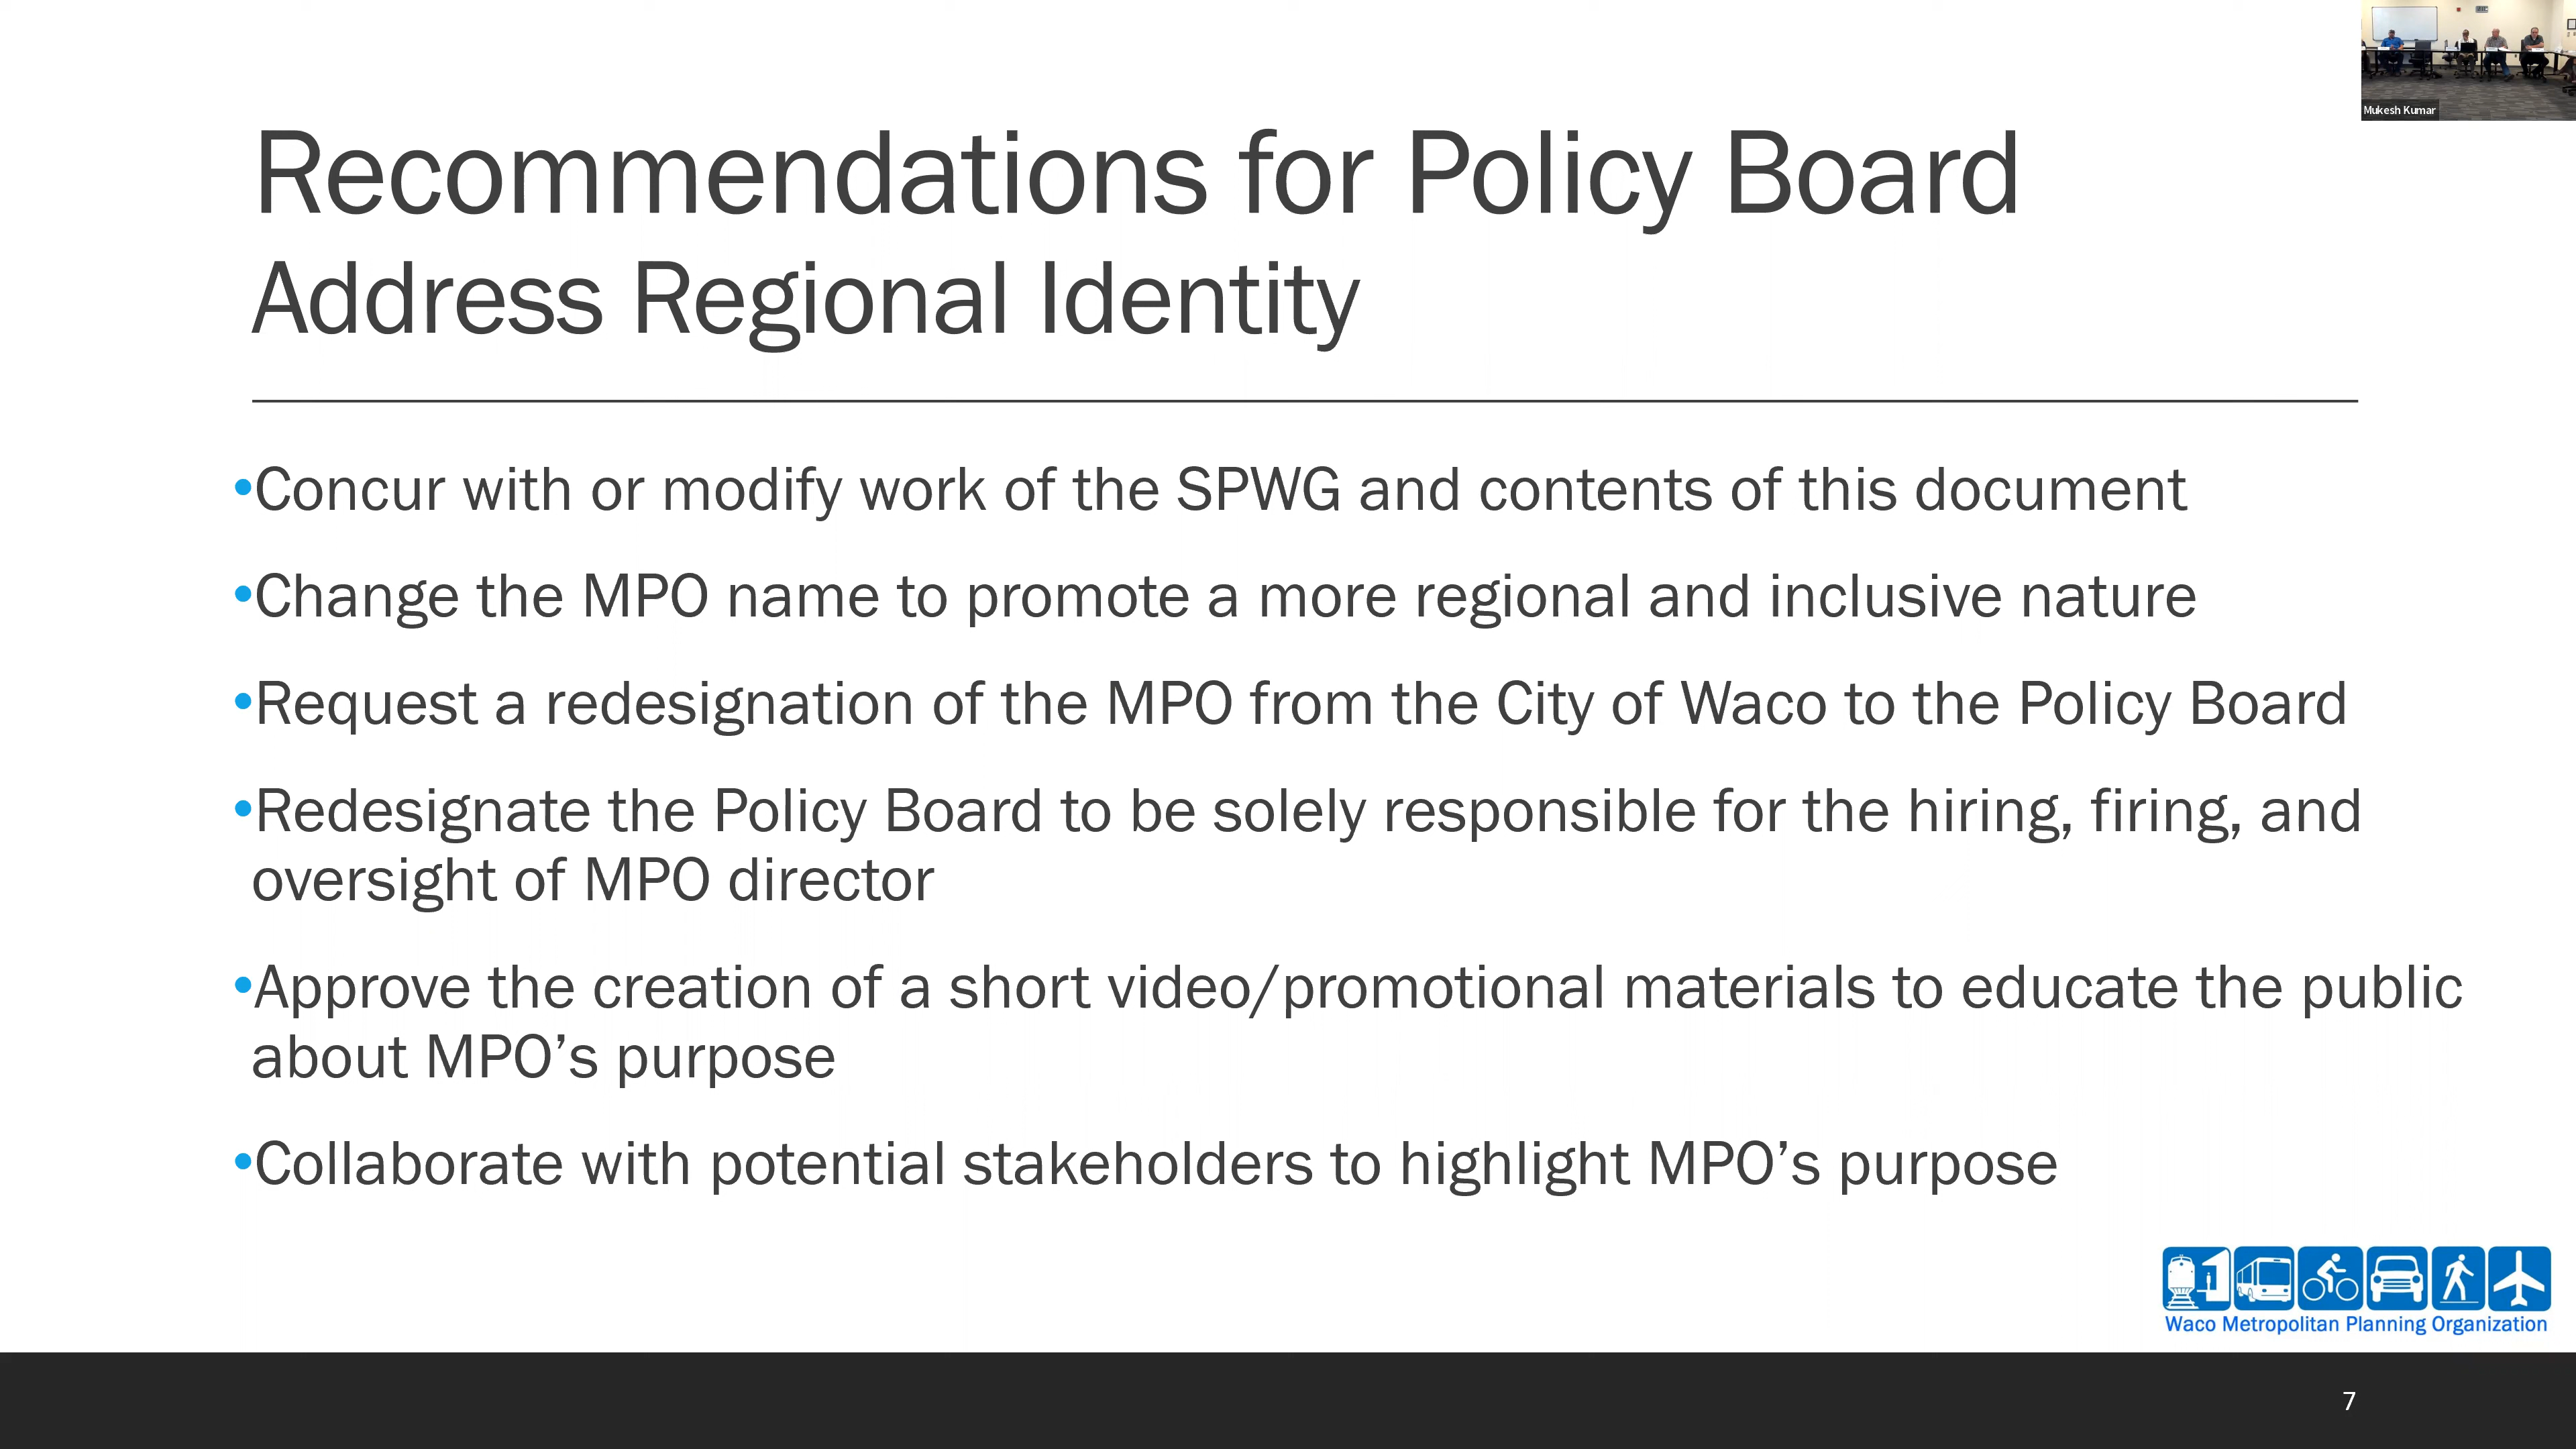 Mukesh Kumar
Recommendations for Policy Board
Address Regional Identity
•Concur with or modify work of the SPWG and contents of this document
•Change the MPO name to promote a more regional and inclusive nature
•Request a redesignation of the MPO from the City of Waco to the Policy Board
•Redesignate the Policy Board to be solely responsible for the hiring, firing, and
oversight of MPO director
•Approve the creation of a short video/promotional materials to educate the public
about MPO’s purpose
•Collaborate with potential stakeholders to highlight MPO’s purpose
Waco Metropolitan Planning Organization
7